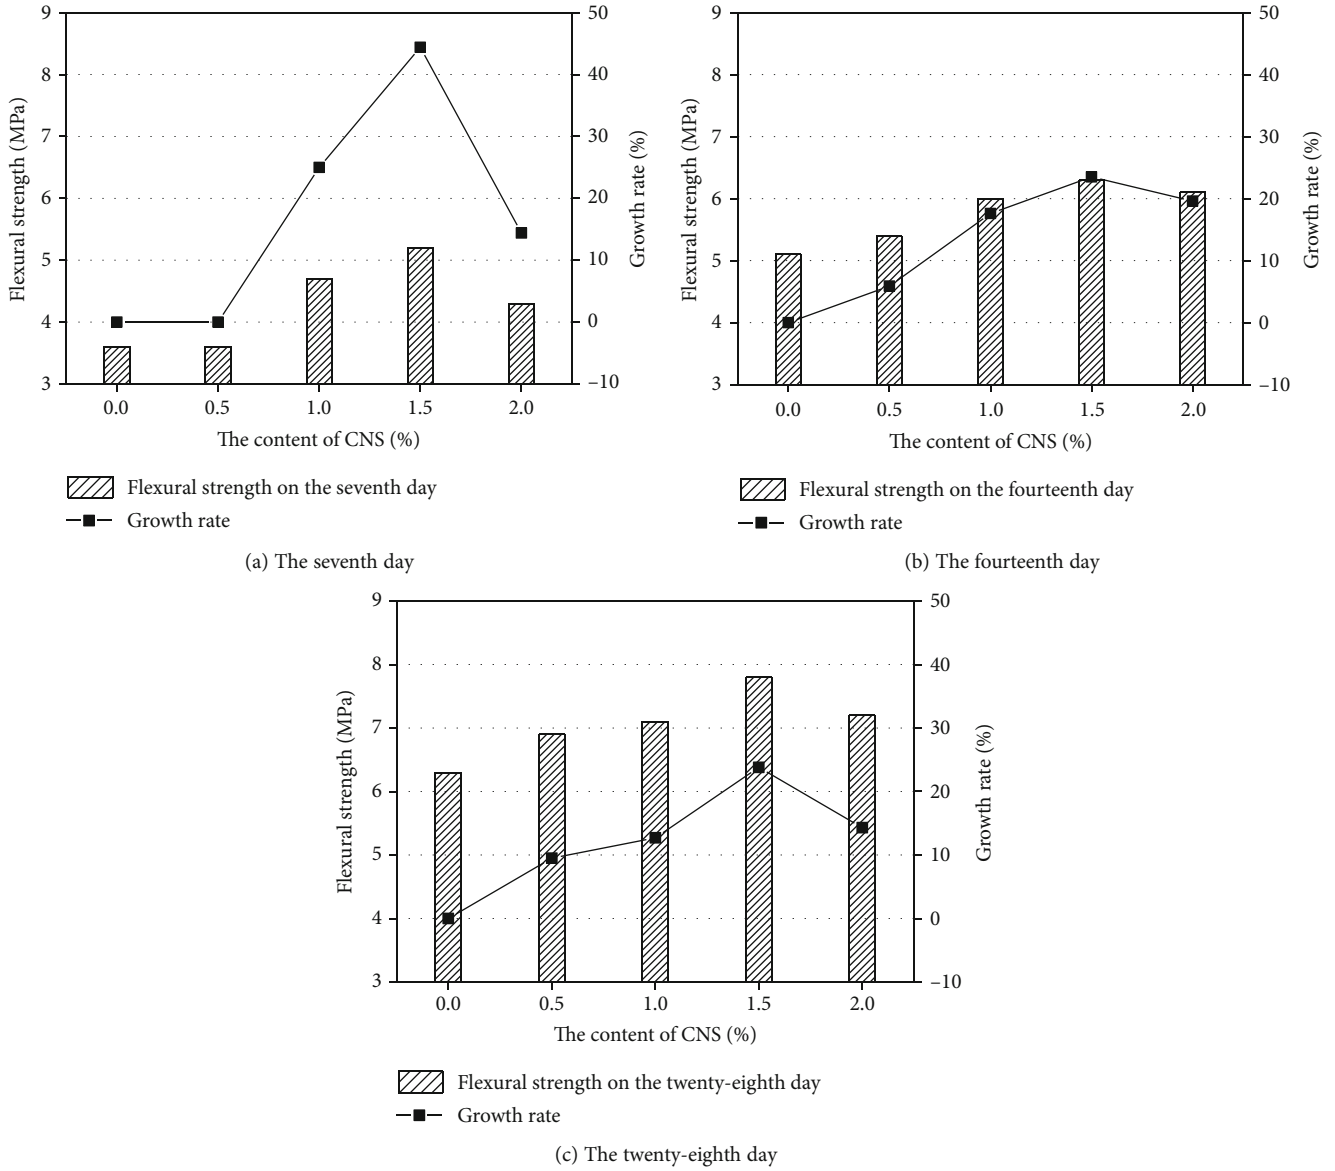 9
8
7
6
5
4
3
50
40
30
20
10
0
–10
Flexural strength (MPa)
Growth rate (%)
0.0 0.5 1.0 1.5 2.0
The content of CNS (%)
Flexural strength on the seventh day
Growth rate
(a) The seventh day
9
8
7
6
5
4
3
50
40
30
20
10
0
–10
Flexural strength (MPa)
Growth rate (%)
0.0 0.5 1.0 1.5 2.0
The content of CNS (%)
Flexural strength on the fourteenth day
Growth rate
(b) The fourteenth day
9
8
7
6
5
4
3
50
40
30
20
10
0
–10
Flexural strength (MPa)
Growth rate (%)
0.0 0.5 1.0 1.5 2.0
The content of CNS (%)
Flexural strength on the twenty-eighth day
Growth rate
(c) The twenty-eighth day